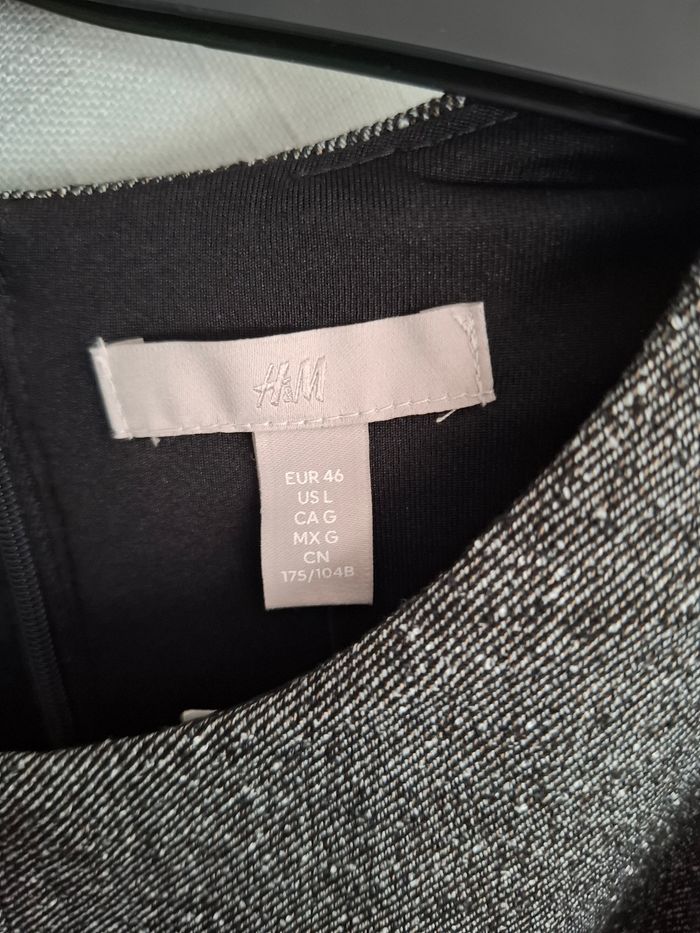 H&M
EUR 46
US L
CA G
MX G
CN
175/104B